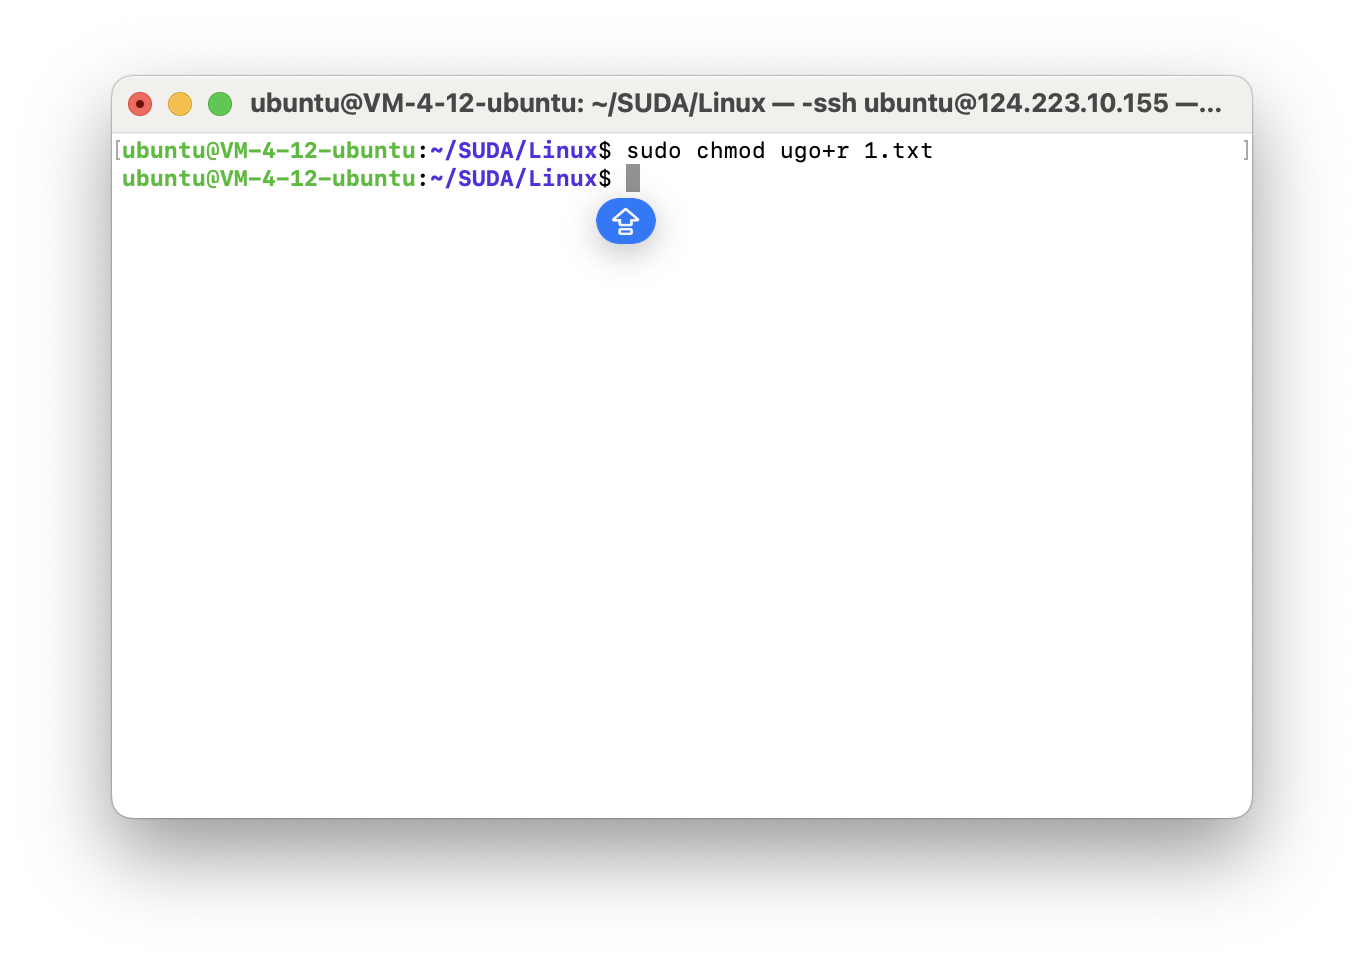 ubuntu@VM-4-12-ubuntu: ~/SUDA/Linux — -ssh ubuntu@124.223.10.155 —...
[ubuntu@VM-4-12-ubuntu:~/SUDA/Linux$ sudo chmod ugo+r 1.txt ]
ubuntu@VM-4-12-ubuntu:~/SUDA/Linux$